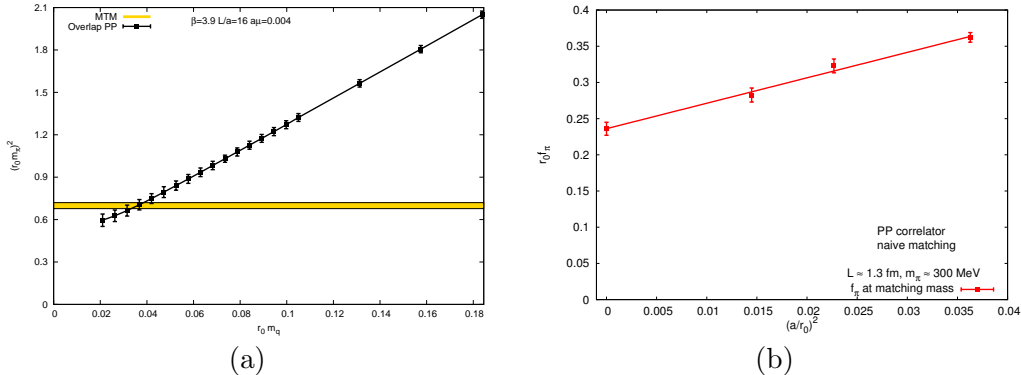 MTM
Overlap PP
β=3.9 L/a=16 aμ=0.004
(r₀ mπ)²
2.1
1.8
1.5
1.2
0.9
0.6
0.3
0
0 0.02 0.04 0.06 0.08 0.1 0.12 0.14 0.16 0.18
r₀ m_q
(a)
r₀ fπ
0.4
0.35
0.3
0.25
0.2
0.15
0.1
0.05
0
PP correlator
naive matching
L ≈ 1.3 fm, mπ ≈ 300 MeV
fπ at matching mass
0 0.005 0.01 0.015 0.02 0.025 0.03 0.035 0.04
(a/r₀)²
(b)